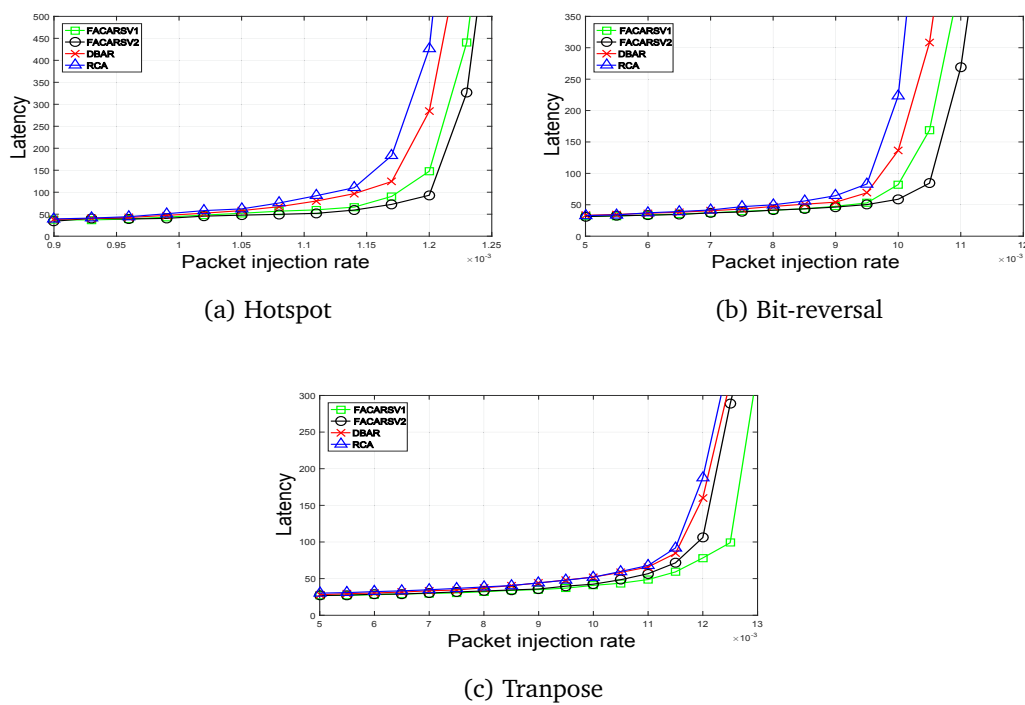 500
450
400
350
300
250
200
150
100
50
0
Latency
FACARSV1
FACARSV2
DBAR
RCA
0.9
0.95
1
1.05
1.1
1.15
1.2
1.25
×10⁻³
Packet injection rate
(a) Hotspot
350
300
250
200
150
100
50
0
Latency
FACARSV1
FACARSV2
DBAR
RCA
5
6
7
8
9
10
11
12
×10⁻³
Packet injection rate
(b) Bit-reversal
300
250
200
150
100
50
0
Latency
FACARSV1
FACARSV2
DBAR
RCA
5
6
7
8
9
10
11
12
13
×10⁻³
Packet injection rate
(c) Tranpose